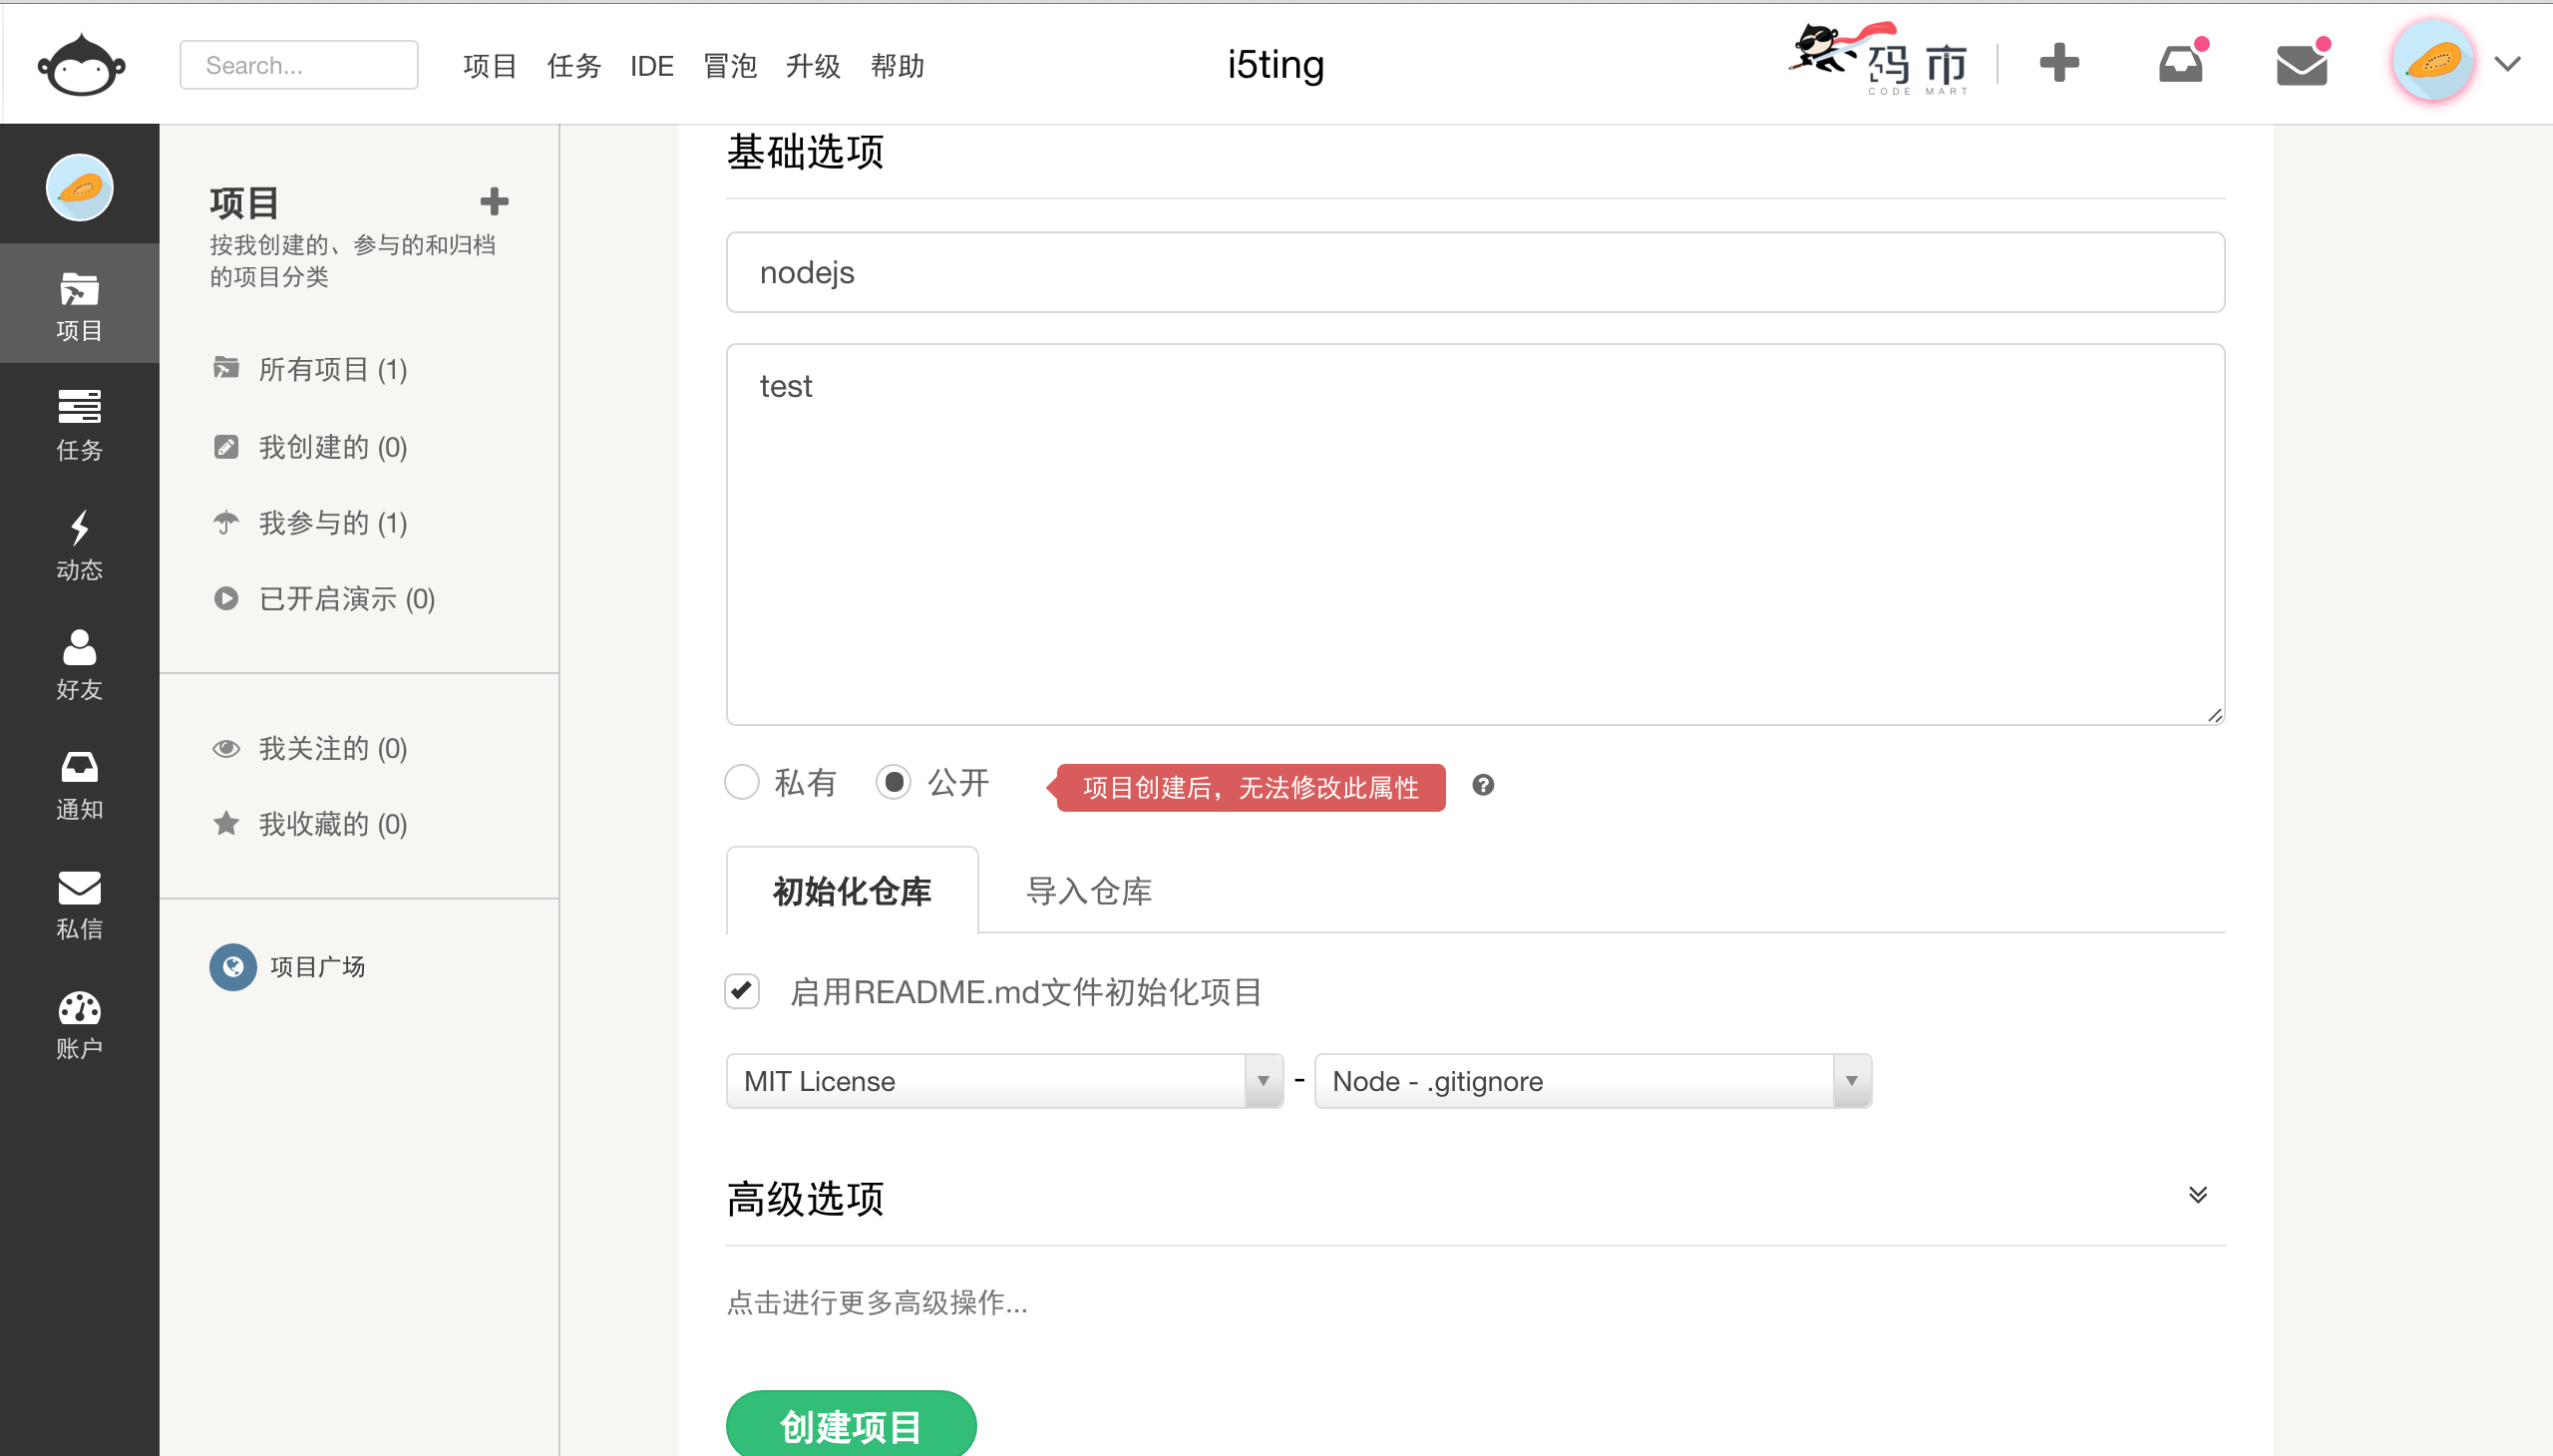 Search...
项目 任务 IDE 冒泡 升级 帮助
i5ting
码市
CODE MART
项目
任务
动态
好友
通知
私信
账户
项目
按我创建的、参与的和归档
的项目分类
所有项目 (1)
我创建的 (0)
我参与的 (1)
已开启演示 (0)
我关注的 (0)
我收藏的 (0)
项目广场
基础选项
nodejs
test
私有 公开 项目创建后，无法修改此属性
初始化仓库 导入仓库
启用README.md文件初始化项目
MIT License - Node - .gitignore
高级选项
点击进行更多高级操作...
创建项目